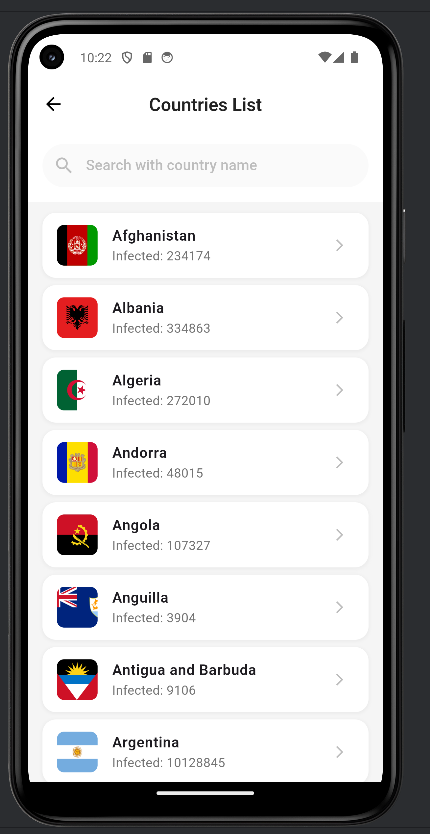 10:22
Countries List
Search with country name
Afghanistan
Infected: 234174
Albania
Infected: 334863
Algeria
Infected: 272010
Andorra
Infected: 48015
Angola
Infected: 107327
Anguilla
Infected: 3904
Antigua and Barbuda
Infected: 9106
Argentina
Infected: 10128845